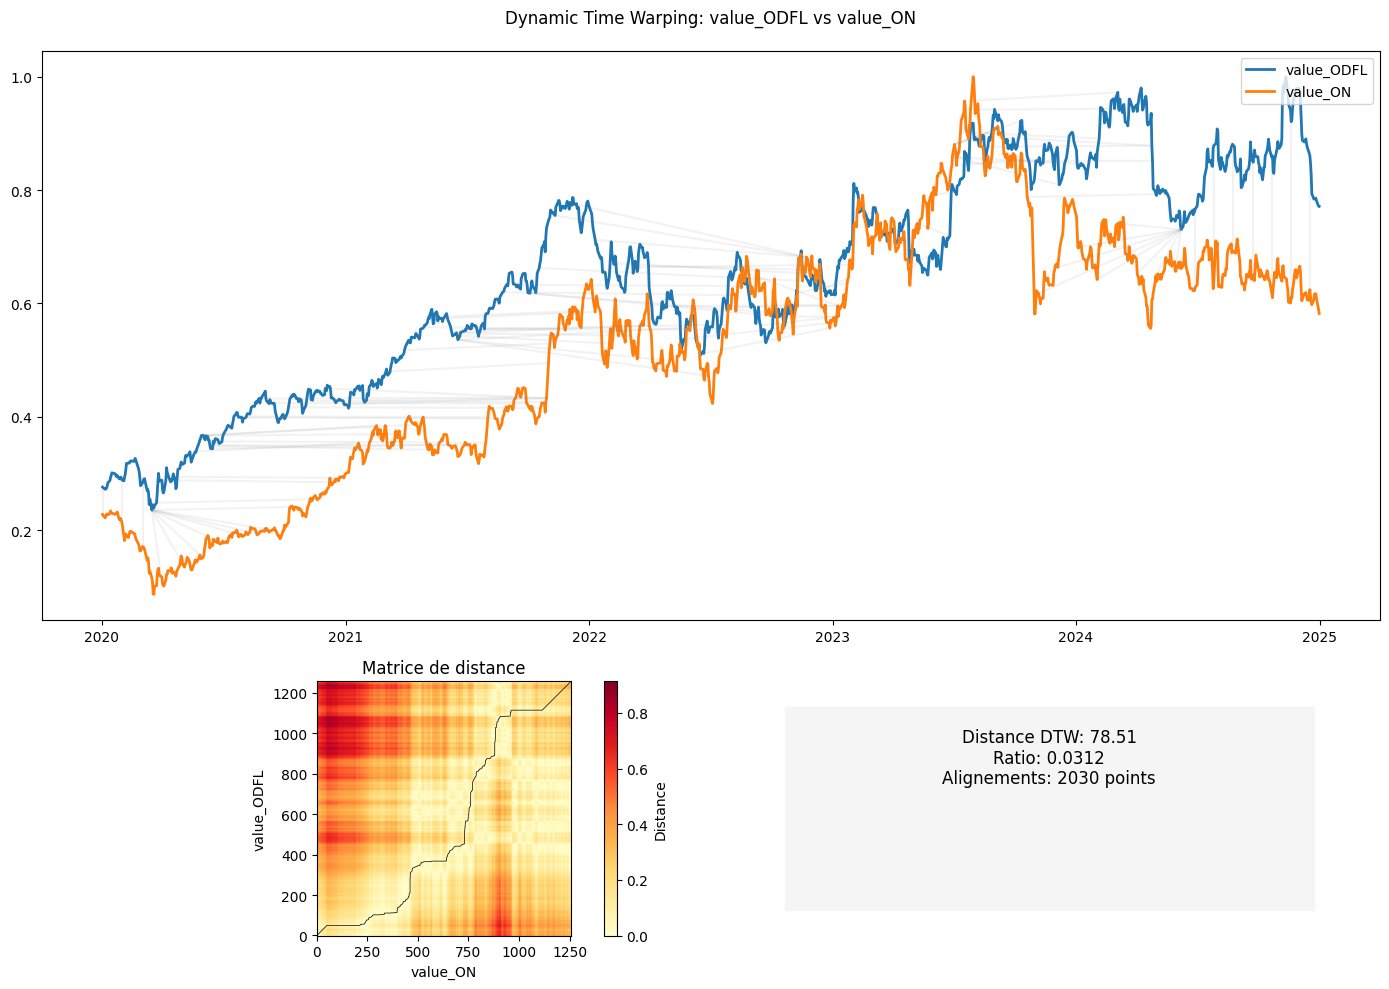 Dynamic Time Warping: value_ODFL vs value_ON
1.0
0.8
0.6
0.4
0.2
value_ODFL
value_ON
2020 2021 2022 2023 2024 2025
Matrice de distance
1200
1000
800
600
400
200
0
value_ODFL
0 250 500 750 1000 1250
value_ON
0.8
0.6
0.4
0.2
0.0
Distance
Distance DTW: 78.51
Ratio: 0.0312
Alignements: 2030 points